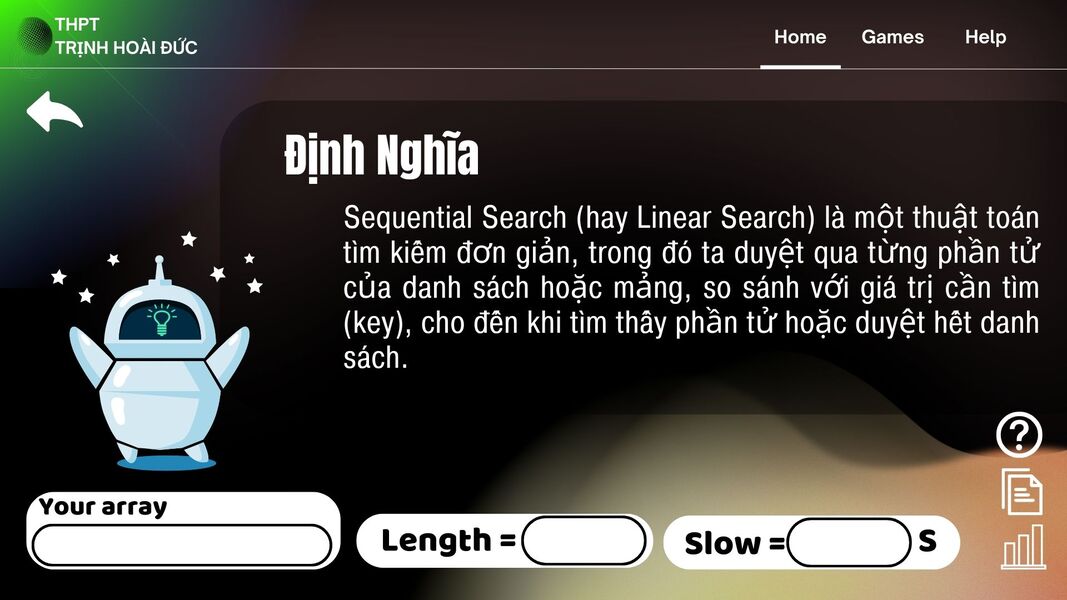 THPT
TRỊNH HOÀI ĐỨC
Home Games Help
Định Nghĩa
Sequential Search (hay Linear Search) là một thuật toán
tìm kiếm đơn giản, trong đó ta duyệt qua từng phần tử
của danh sách hoặc mảng, so sánh với giá trị cần tìm
(key), cho đến khi tìm thấy phần tử hoặc duyệt hết danh
sách.
Your array
Length =
Slow = S